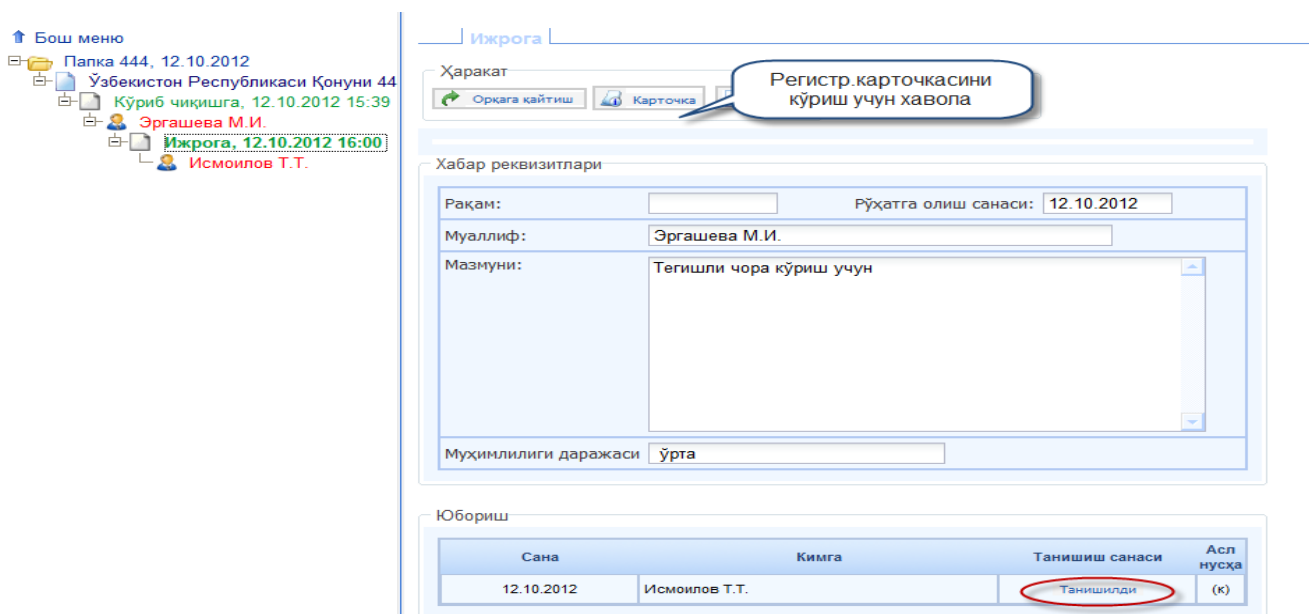 Бош меню
Папка 444, 12.10.2012
Ўзбекистон Республикаси Қонуни 44
Кўриб чиқишга, 12.10.2012 15:39
Эргашева М.И.
Ижрога, 12.10.2012 16:00
Исмоилов Т.Т.
Ижрога
Ҳаракат
Орқага қайтиш Карточка
Регистр.карточкасини
кўриш учун хавола
Хабар реквизитлари
Рақам: Рўҳатга олиш санаси: 12.10.2012
Муаллиф: Эргашева М.И.
Мазмуни: Тегишли чора кўриш учун
Муҳимлилиги даражаси ўрта
Юбориш
Сана Кимга Танишиш санаси Асл нусҳа
12.10.2012 Исмоилов Т.Т. Танишилди (к)